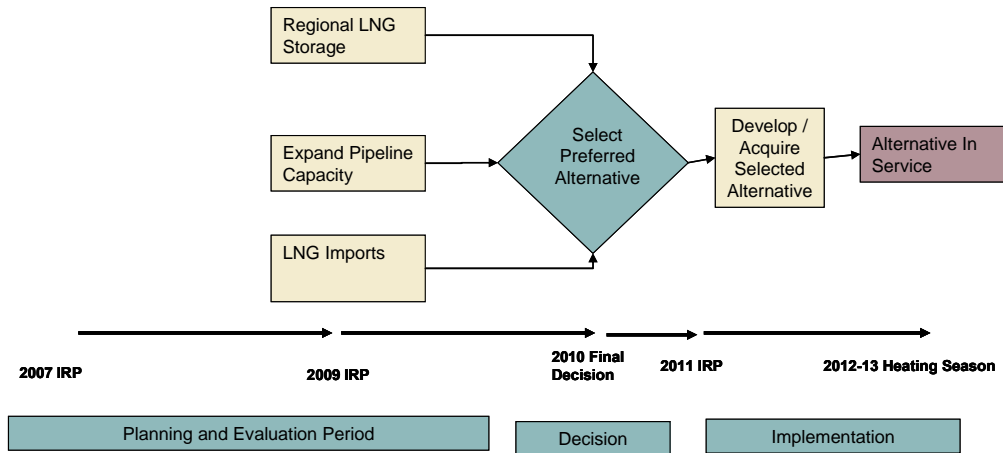 Regional LNG
Storage
Expand Pipeline
Capacity
LNG Imports
Select
Preferred
Alternative
Develop /
Acquire
Selected
Alternative
Alternative In
Service
2007 IRP
2009 IRP
2010 Final
Decision
2011 IRP
2012-13 Heating Season
Planning and Evaluation Period
Decision
Implementation